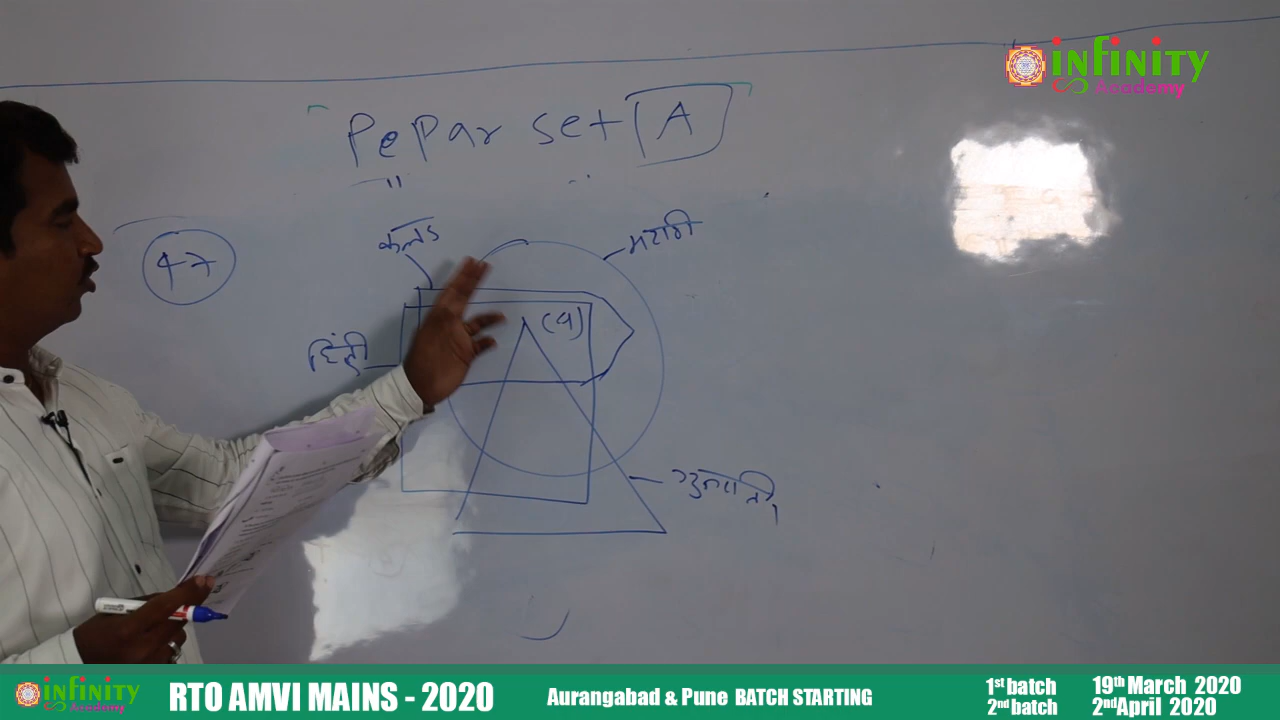 infinity
Academy
PePar set A
47
कन्नड
मराठी
(५)
हिंदी
गुजराती
infinity
Academy
RTO AMVI MAINS - 2020
Aurangabad & Pune BATCH STARTING
1st batch 19th March 2020
2nd batch 2nd April 2020